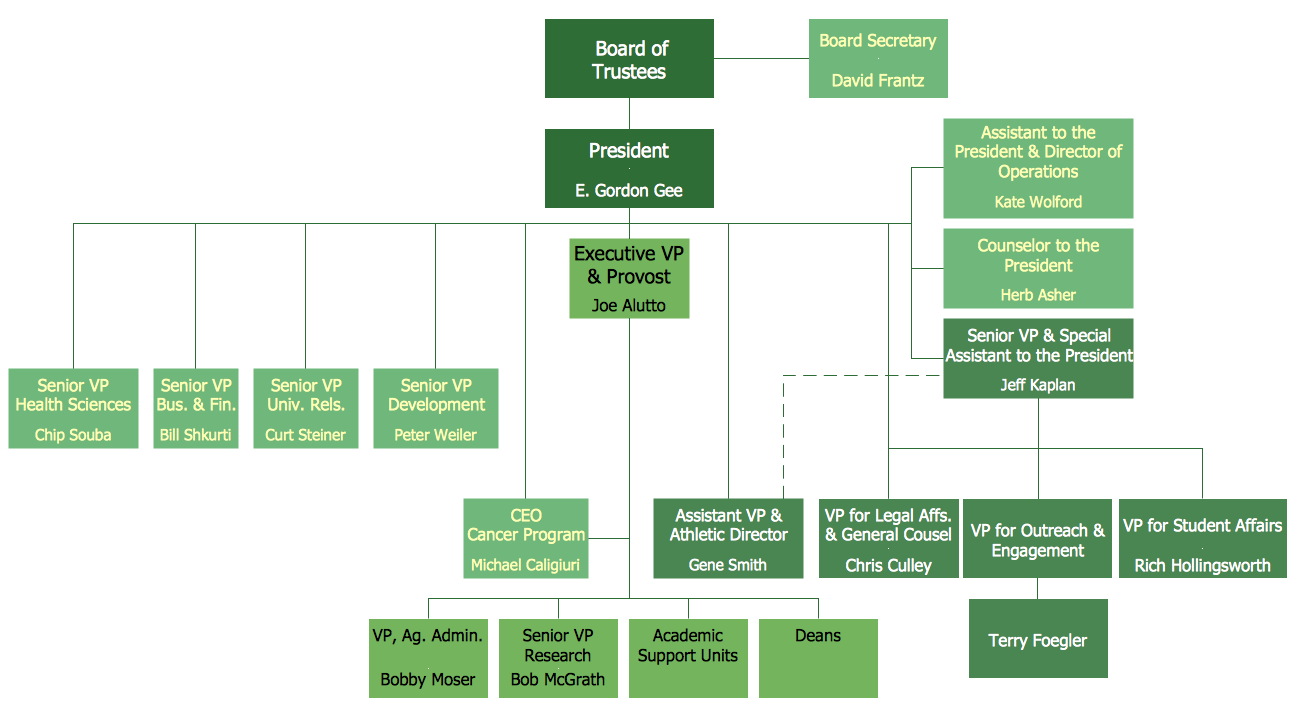 Board of
Trustees
Board Secretary
David Frantz
President
E. Gordon Gee
Assistant to the
President & Director of
Operations
Kate Wolford
Counselor to the
President
Herb Asher
Executive VP
& Provost
Joe Alutto
Senior VP & Special
Assistant to the President
Jeff Kaplan
Senior VP
Health Sciences
Chip Souba
Senior VP
Bus. & Fin.
Bill Shkurti
Senior VP
Univ. Rels.
Curt Steiner
Senior VP
Development
Peter Weiler
CEO
Cancer Program
Michael Caligiuri
Assistant VP &
Athletic Director
Gene Smith
VP for Legal Affs.
& General Cousel
Chris Culley
VP for Outreach &
Engagement
VP for Student Affairs
Rich Hollingsworth
Terry Foegler
VP, Ag. Admin.
Bobby Moser
Senior VP
Research
Bob McGrath
Academic
Support Units
Deans